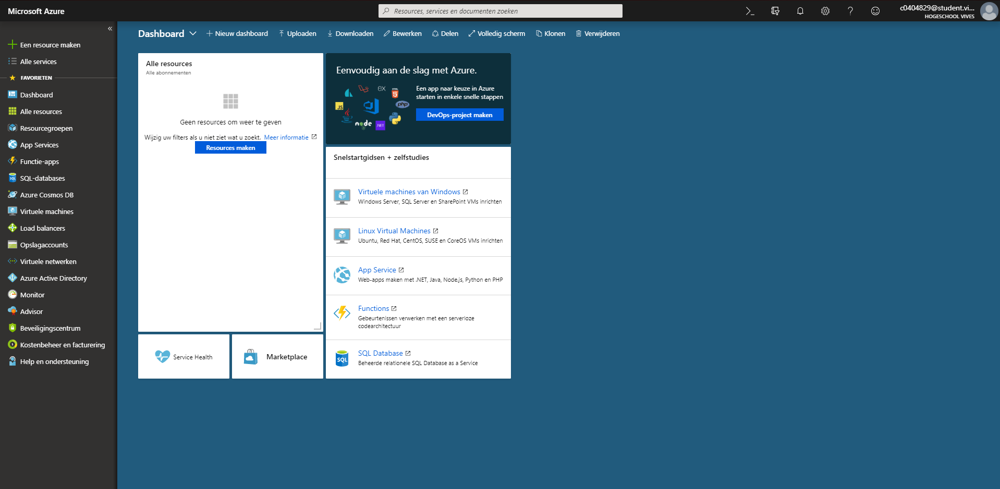 Microsoft Azure
Resources, services en documenten zoeken
c0404829@student.vi...
HOGESCHOOL VIVES
Een resource maken
Alle services
FAVORIETEN
Dashboard
Alle resources
Resourcegroepen
App Services
Functie-apps
SQL-databases
Azure Cosmos DB
Virtuele machines
Load balancers
Opslagaccounts
Virtuele netwerken
Azure Active Directory
Monitor
Advisor
Beveiligingscentrum
Kostenbeheer en facturering
Help en ondersteuning
Dashboard
Nieuw dashboard
Uploaden
Downloaden
Bewerken
Delen
Volledig scherm
Klonen
Verwijderen
Alle resources
Alle abonnementen
Geen resources om weer te geven
Wijzig uw filters als u niet ziet wat u zoekt. Meer informatie
Resources maken
Service Health
Marketplace
Eenvoudig aan de slag met Azure.
EX
HTML
5
JS
php
node
NET
Een app naar keuze in Azure
starten in enkele snelle stappen
DevOps-project maken
Snelstartgidsen + zelfstudies
Virtuele machines van Windows
Windows Server, SQL Server en SharePoint VMs inrichten
Linux Virtual Machines
Ubuntu, Red Hat, CentOS, SUSE en CoreOS VMs inrichten
App Service
Web-apps maken met .NET, Java, Node.js, Python en PHP
Functions
Gebeurtenissen verwerken met een serverloze
codearchitectuur
SQL
SQL Database
Beheerde relationele SQL Database as a Service